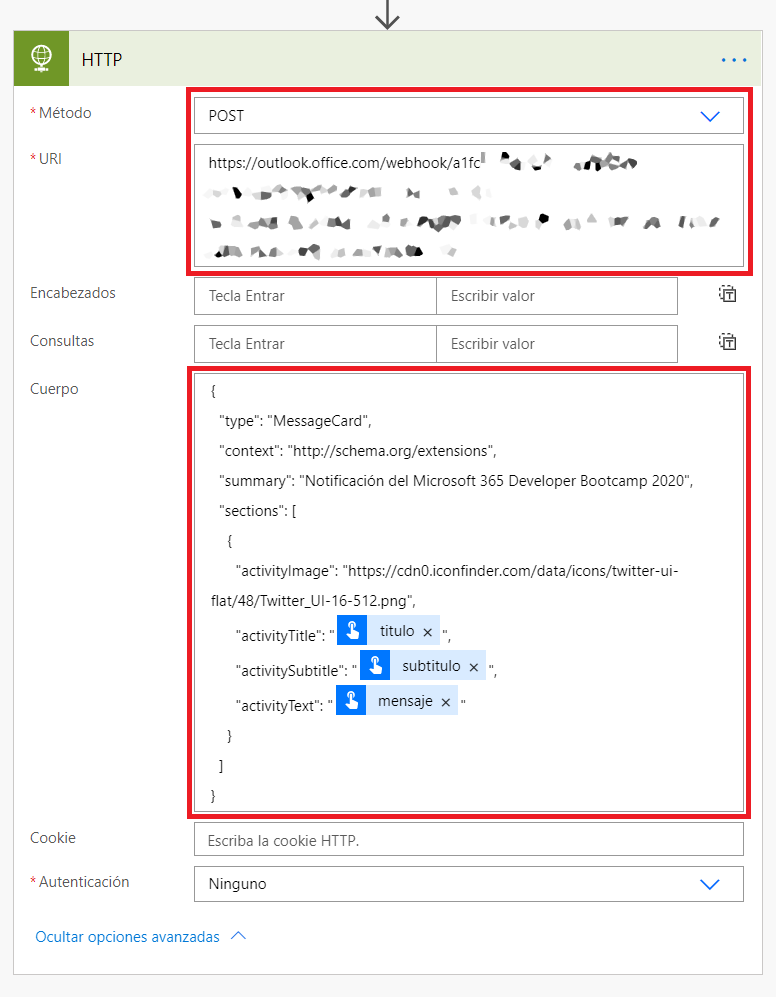 HTTP
* Método
POST
* URI
https://outlook.office.com/webhook/a1fc
Encabezados
Tecla Entrar
Escribir valor
Consultas
Tecla Entrar
Escribir valor
Cuerpo
{
"type": "MessageCard",
"context": "http://schema.org/extensions",
"summary": "Notificación del Microsoft 365 Developer Bootcamp 2020",
"sections": [
{
"activityImage": "https://cdn0.iconfinder.com/data/icons/twitter-ui-
flat/48/Twitter_UI-16-512.png",
"activityTitle": " titulo × ",
"activitySubtitle": " subtitulo × ",
"activityText": " mensaje × "
}
]
}
Cookie
Escriba la cookie HTTP.
* Autenticación
Ninguno
Ocultar opciones avanzadas